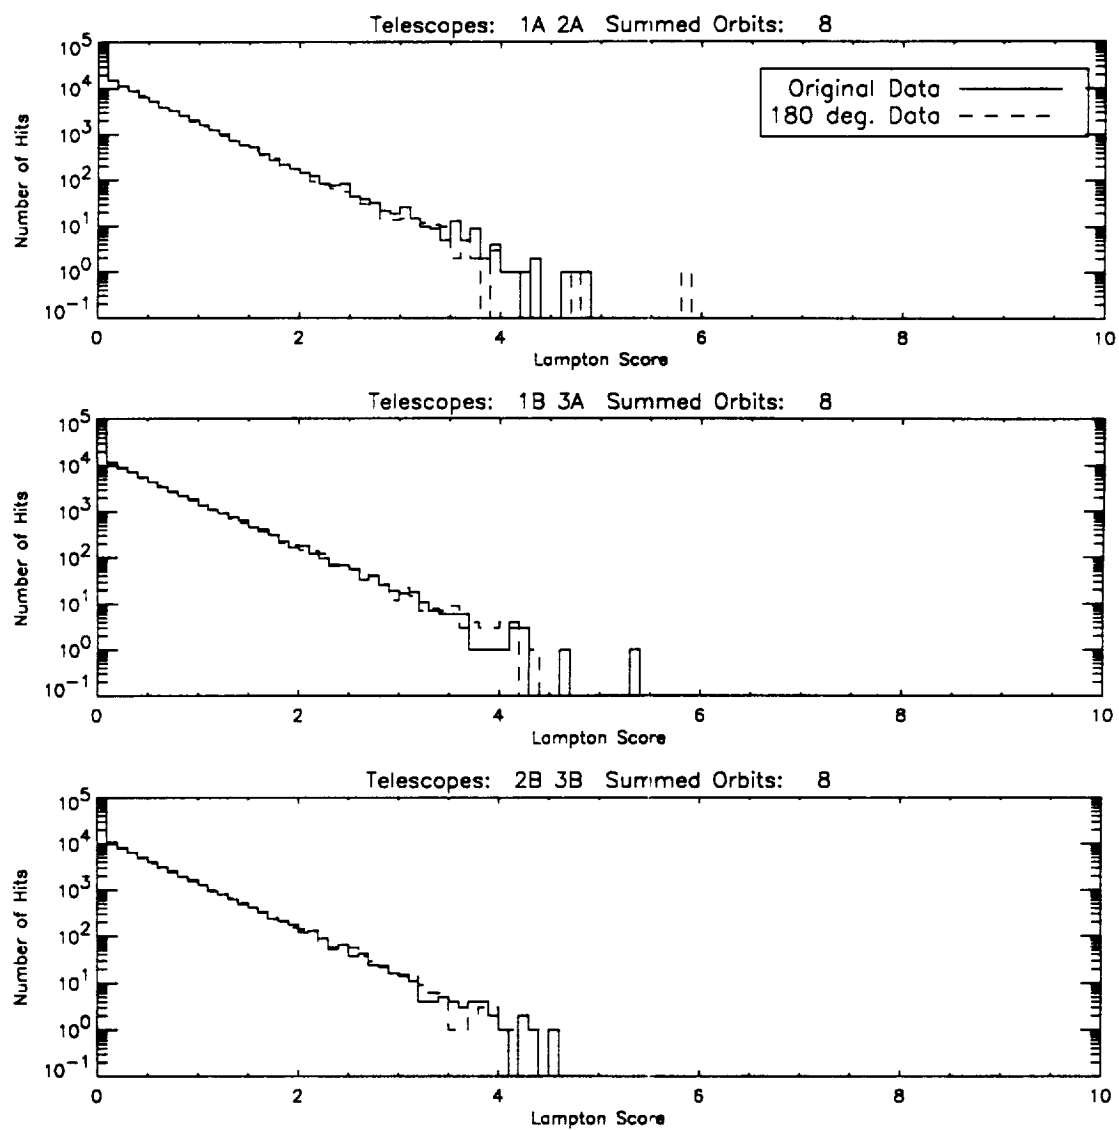 Telescopes: 1A 2A Summed Orbits: 8
Original Data
180 deg. Data
Number of Hits
10^5
10^4
10^3
10^2
10^1
10^0
10^-1
0 2 4 6 8 10
Lampton Score
Telescopes: 1B 3A Summed Orbits: 8
Number of Hits
10^5
10^4
10^3
10^2
10^1
10^0
10^-1
0 2 4 6 8 10
Lampton Score
Telescopes: 2B 3B Summed Orbits: 8
Number of Hits
10^5
10^4
10^3
10^2
10^1
10^0
10^-1
0 2 4 6 8 10
Lampton Score